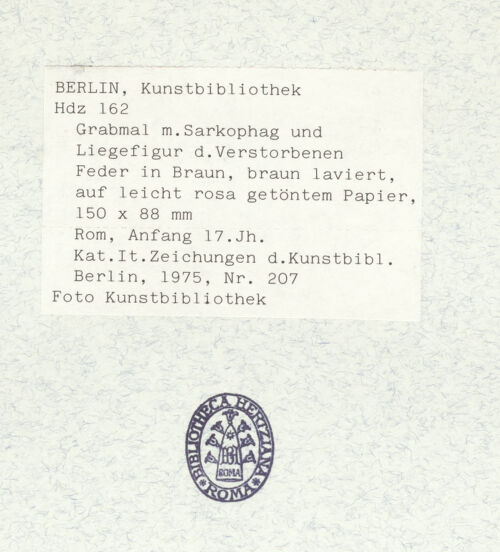 BERLIN, Kunstbibliothek
Hdz 162
Grabmal m.Sarkophag und
Liegefigur d.Verstorbenen
Feder in Braun, braun laviert,
auf leicht rosa getöntem Papier,
150 x 88 mm
Rom, Anfang 17.Jh.
Kat.It.Zeichungen d.Kunstbibl.
Berlin, 1975, Nr. 207
Foto Kunstbibliothek
BIBLIOTHECA HERTZIANA
ROMA
ROMA